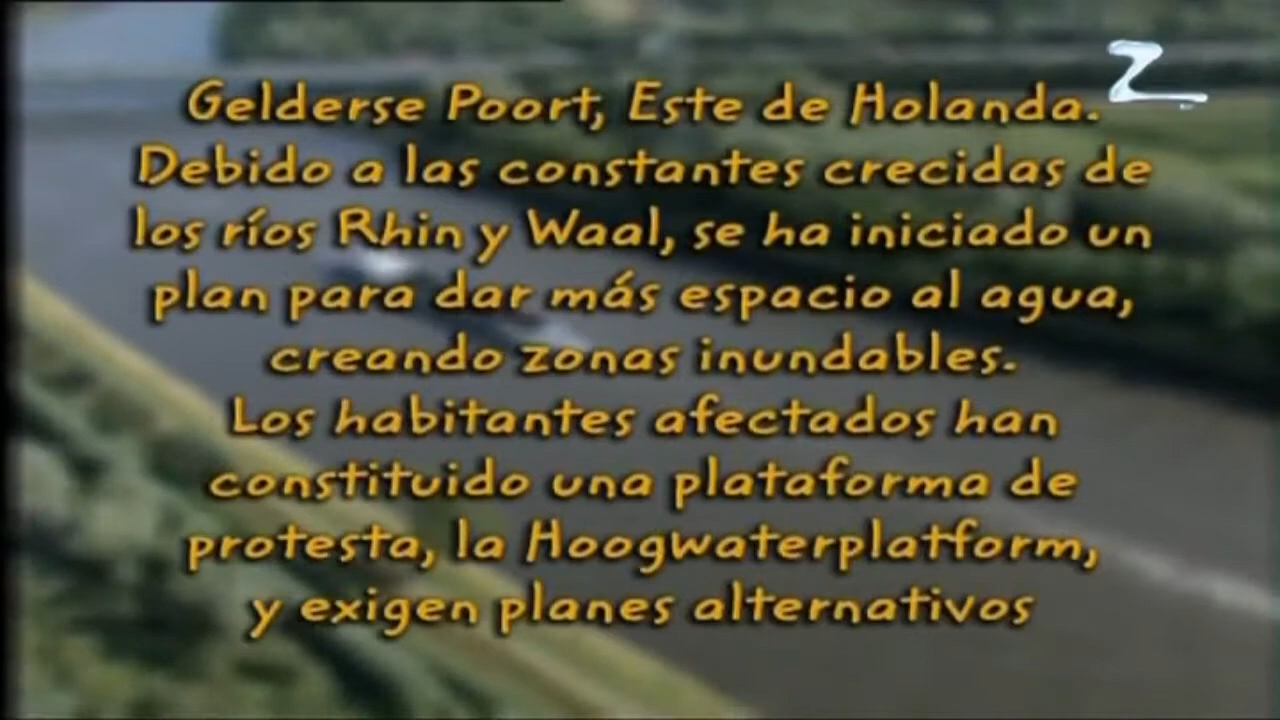 Z
Gelderse Poort, Este de Holanda.
Debido a las constantes crecidas de
los ríos Rhin y Waal, se ha iniciado un
plan para dar más espacio al agua,
creando zonas inundables.
Los habitantes afectados han
constituido una plataforma de
protesta, la Hoogwaterplatform,
y exigen planes alternativos